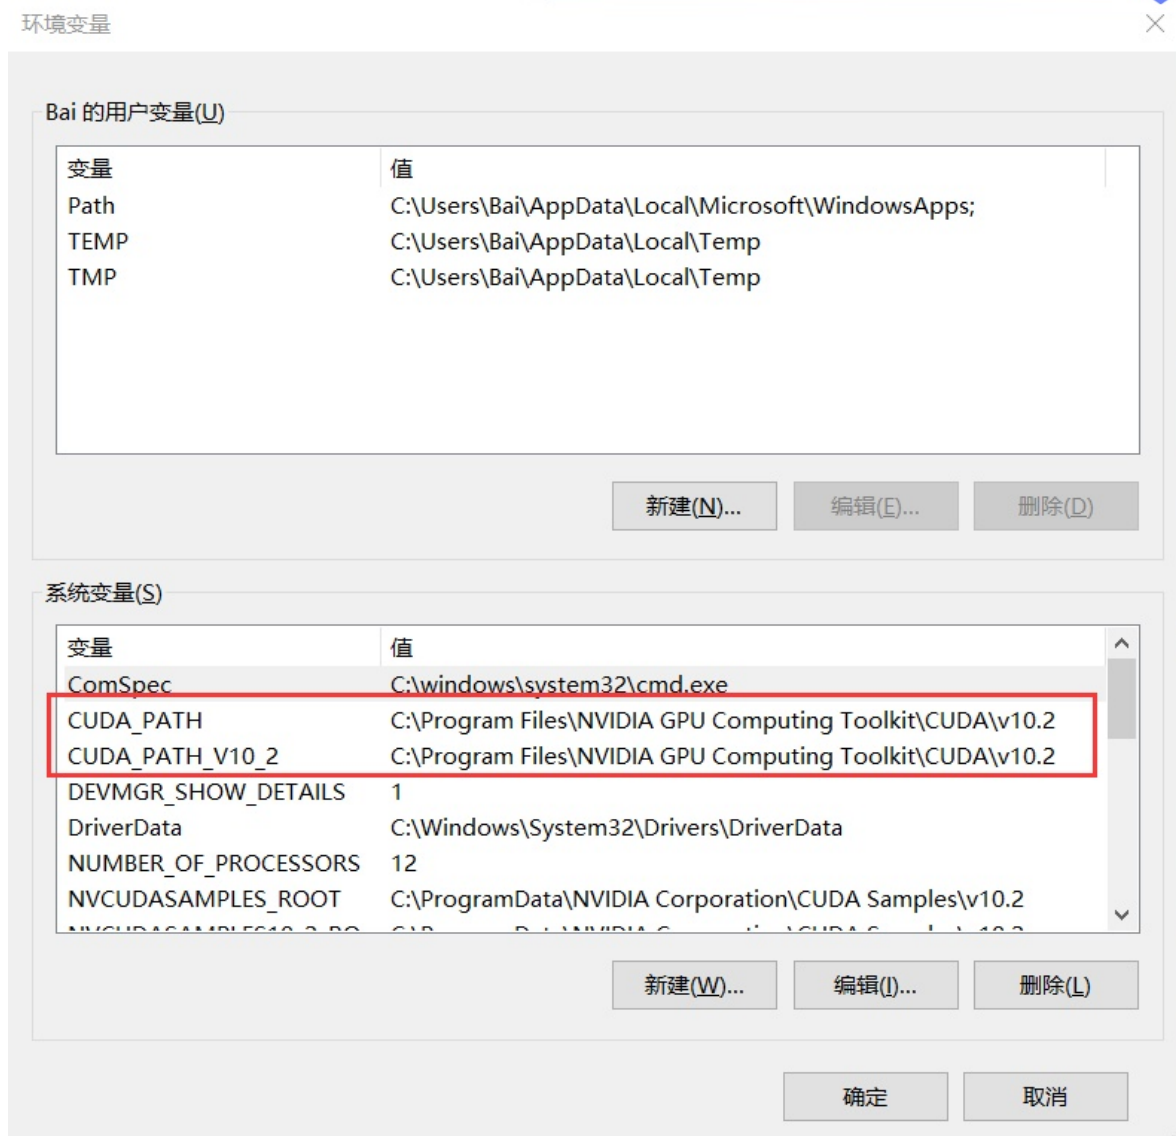 环境变量
Bai 的用户变量(U)
变量 值
Path C:\Users\Bai\AppData\Local\Microsoft\WindowsApps;
TEMP C:\Users\Bai\AppData\Local\Temp
TMP C:\Users\Bai\AppData\Local\Temp
新建(N)... 编辑(E)... 删除(D)
系统变量(S)
变量 值
ComSpec C:\windows\system32\cmd.exe
CUDA_PATH C:\Program Files\NVIDIA GPU Computing Toolkit\CUDA\v10.2
CUDA_PATH_V10_2 C:\Program Files\NVIDIA GPU Computing Toolkit\CUDA\v10.2
DEVMGR_SHOW_DETAILS 1
DriverData C:\Windows\System32\Drivers\DriverData
NUMBER_OF_PROCESSORS 12
NVCUDASAMPLES_ROOT C:\ProgramData\NVIDIA Corporation\CUDA Samples\v10.2
新建(W)... 编辑(I)... 删除(L)
确定 取消